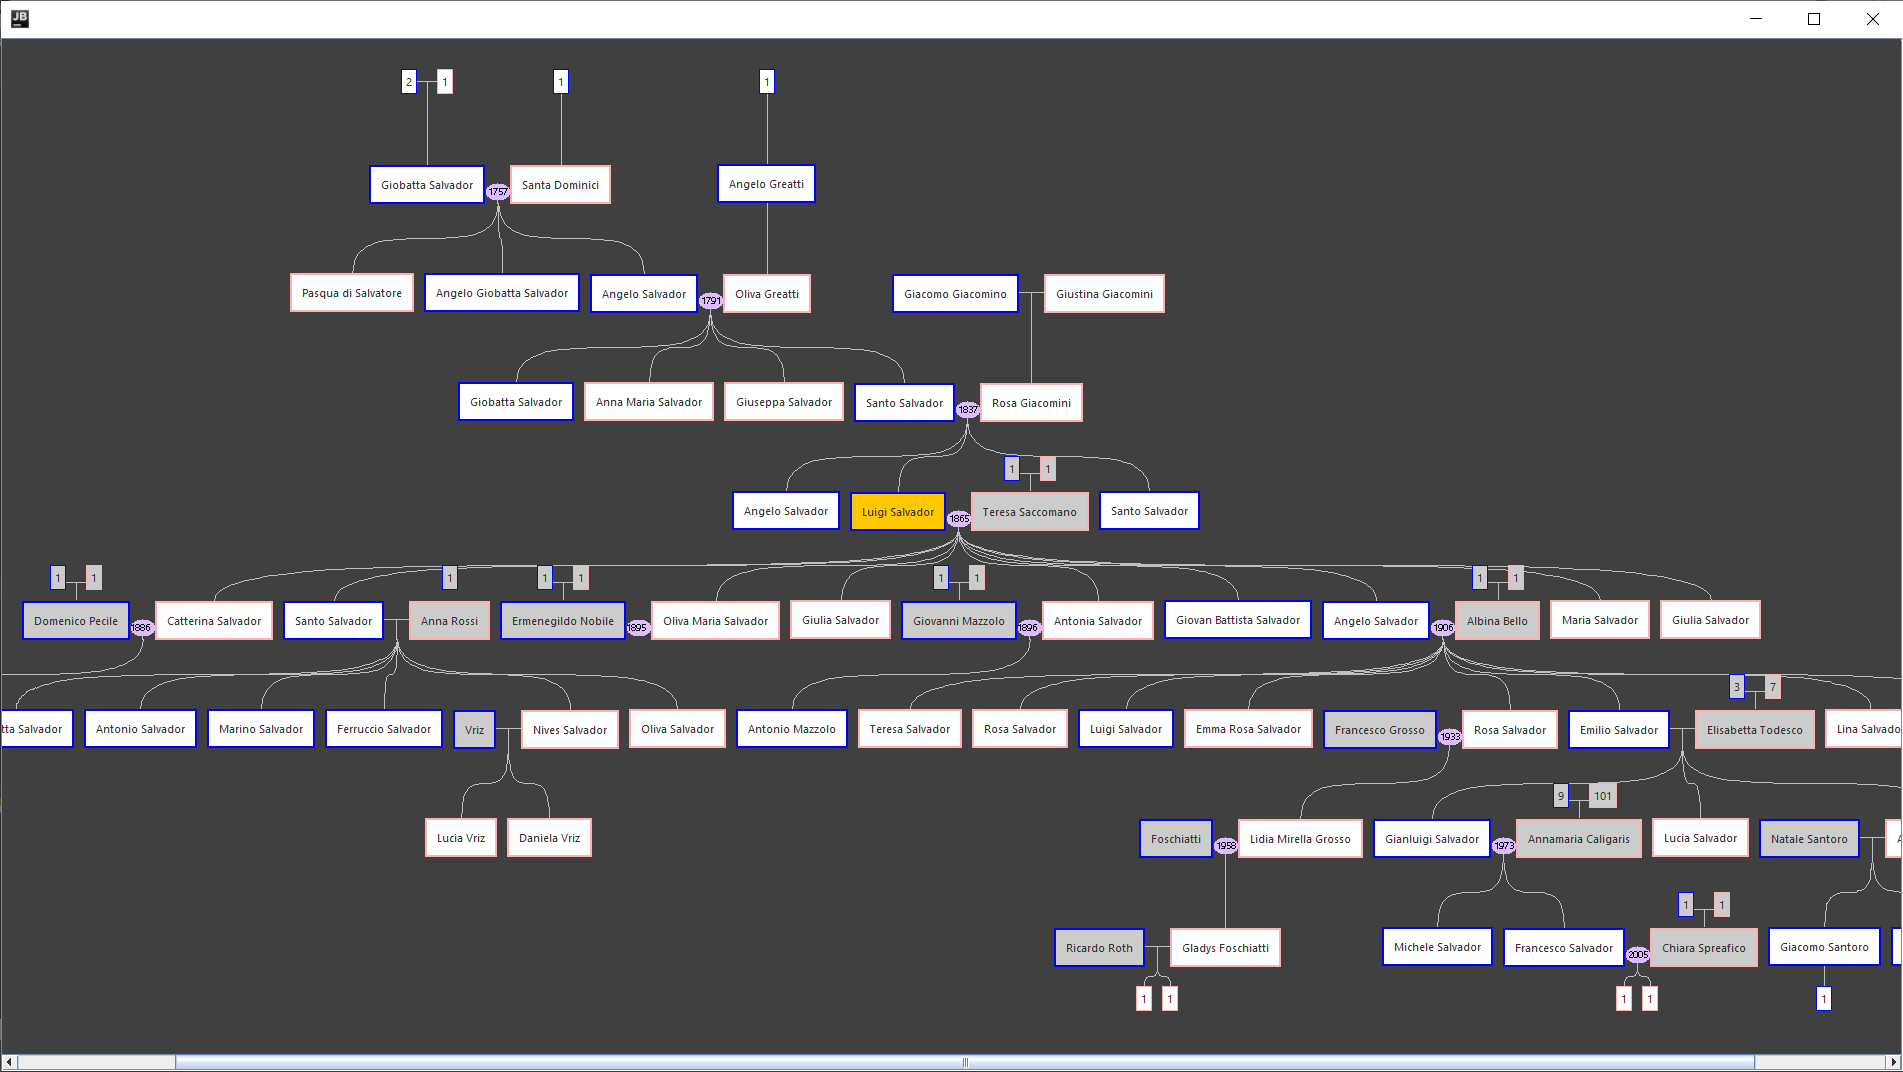 JB
2 1 1 1
Giobatta Salvador 1757 Santa Dominici Angelo Greatti
Pasqua di Salvatore Angelo Giobatta Salvador Angelo Salvador 1791 Oliva Greatti Giacomo Giacomino Giustina Giacomini
Giobatta Salvador Anna Maria Salvador Giuseppa Salvador Santo Salvador 1837 Rosa Giacomini
1 1
Angelo Salvador Luigi Salvador 1865 Teresa Saccomano Santo Salvador
1 1 1 1 1 1 1 1 1
Domenico Pecile 1886 Catterina Salvador Santo Salvador Anna Rossi Ermenegildo Nobile 1895 Oliva Maria Salvador Giulia Salvador Giovanni Mazzolo 1896 Antonia Salvador Giovan Battista Salvador Angelo Salvador 1906 Albina Bello Maria Salvador Giulia Salvador
3 7
tta Salvador Antonio Salvador Marino Salvador Ferruccio Salvador Vriz Nives Salvador Oliva Salvador Antonio Mazzolo Teresa Salvador Rosa Salvador Luigi Salvador Emma Rosa Salvador Francesco Grosso 1933 Rosa Salvador Emilio Salvador Elisabetta Todesco Lina Salvado
9 101
Lucia Vriz Daniela Vriz Foschiatti 1958 Lidia Mirella Grosso Gianluigi Salvador 1973 Annamaria Caligaris Lucia Salvador Natale Santoro
1 1
Ricardo Roth Gladys Foschiatti Michele Salvador Francesco Salvador 2005 Chiara Spreafico Giacomo Santoro
1 1 1 1 1